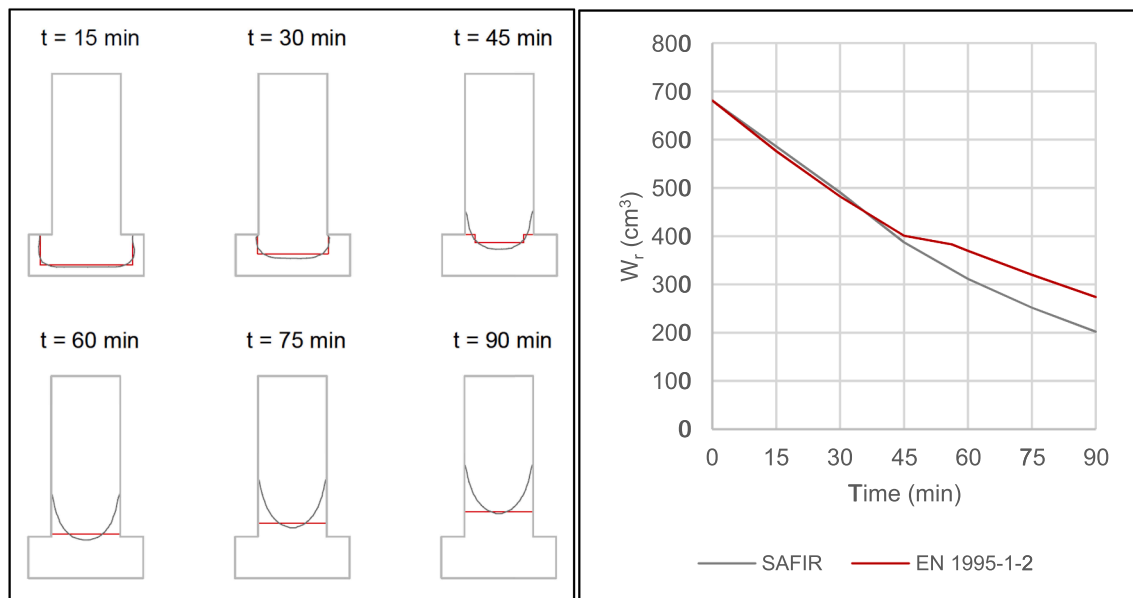 t = 15 min
t = 30 min
t = 45 min
t = 60 min
t = 75 min
t = 90 min
800
700
600
500
400
300
200
100
0
W_r (cm³)
0 15 30 45 60 75 90
Time (min)
SAFIR
EN 1995-1-2